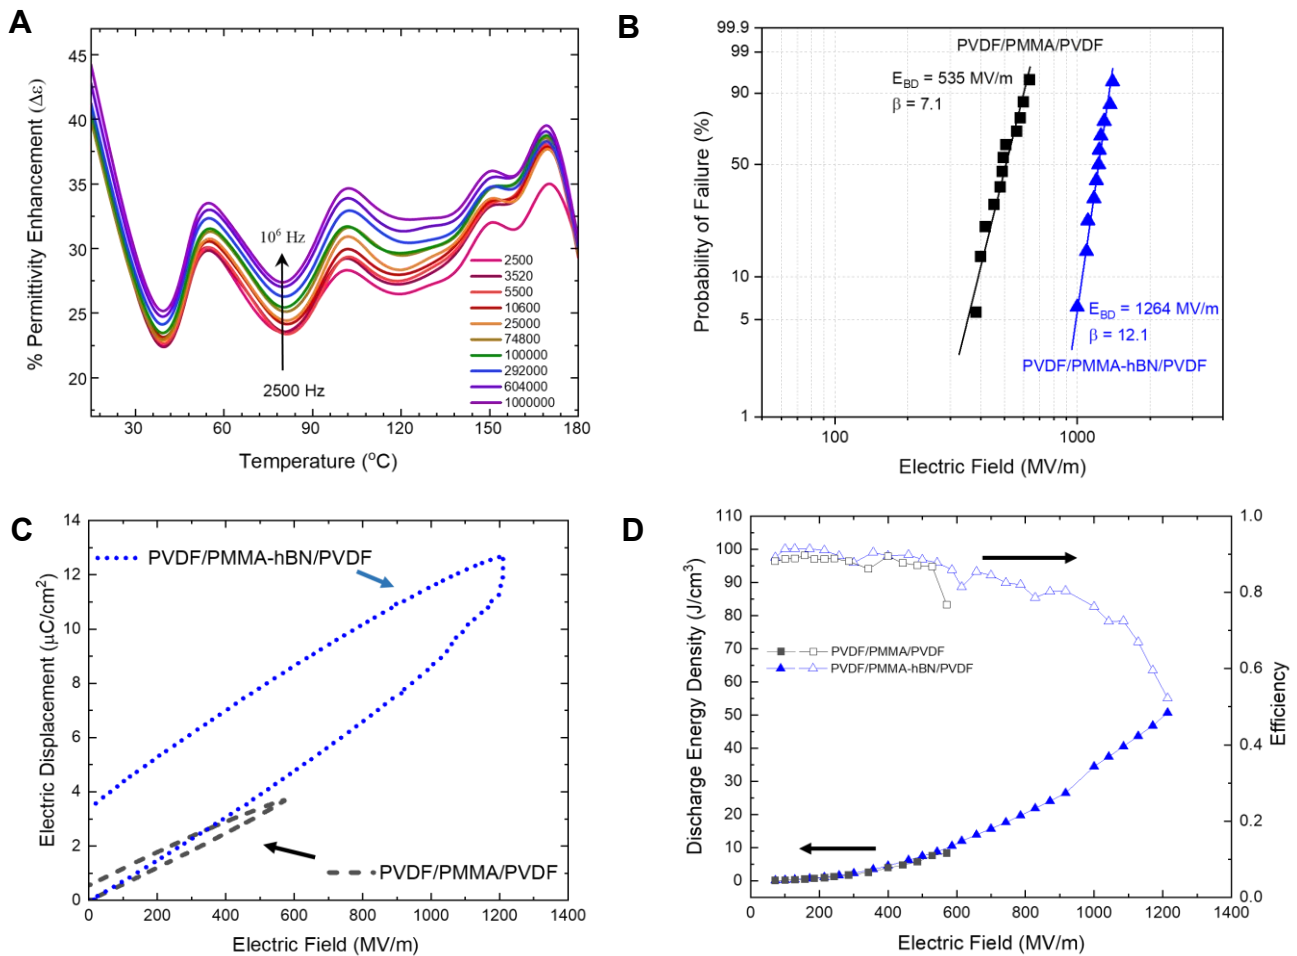 A
% Permittivity Enhancement (Δε)
45
40
35
30
25
20
10⁶ Hz
2500 Hz
2500
3520
5500
10600
25000
74800
100000
292000
604000
1000000
30 60 90 120 150 180
Temperature (°C)
B
Probability of Failure (%)
99.9
99
90
50
10
5
1
PVDF/PMMA/PVDF
E_BD = 535 MV/m
β = 7.1
E_BD = 1264 MV/m
β = 12.1
PVDF/PMMA-hBN/PVDF
100 1000
Electric Field (MV/m)
C
Electric Displacement (μC/cm²)
14
12
10
8
6
4
2
0
PVDF/PMMA-hBN/PVDF
PVDF/PMMA/PVDF
0 200 400 600 800 1000 1200 1400
Electric Field (MV/m)
D
Discharge Energy Density (J/cm³)
110
100
90
80
70
60
50
40
30
20
10
0
PVDF/PMMA/PVDF
PVDF/PMMA-hBN/PVDF
1.0
0.8
0.6
0.4
0.2
0.0
Efficiency
0 200 400 600 800 1000 1200 1400
Electric Field (MV/m)